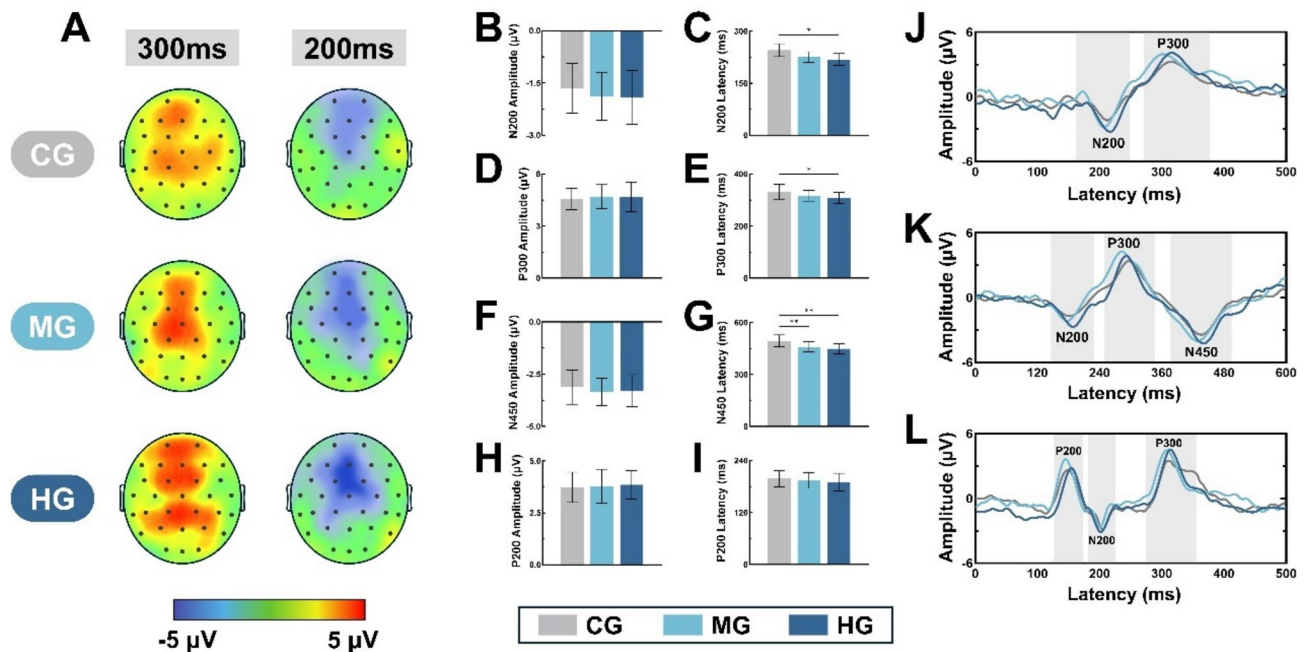 A
300ms
200ms
CG
MG
HG
-5 µV
5 µV
B
N200 Amplitude (µV)
0.0
-1.5
-3.0
C
N200 Latency (ms)
300
150
0
*
D
P300 Amplitude (µV)
6
3
0
E
P300 Latency (ms)
400
200
0
*
F
N450 Amplitude (µV)
0.0
-2.5
-5.0
G
N450 Latency (ms)
600
400
200
0
**
**
H
P200 Amplitude (µV)
5.0
2.5
0.0
I
P200 Latency (ms)
240
160
80
0
CG
MG
HG
J
Amplitude (µV)
6
0
-6
P300
N200
0
100
200
300
400
500
Latency (ms)
K
Amplitude (µV)
6
0
-6
P300
N200
N450
0
120
240
360
480
600
Latency (ms)
L
Amplitude (µV)
6
0
-6
P200
P300
N200
0
100
200
300
400
500
Latency (ms)